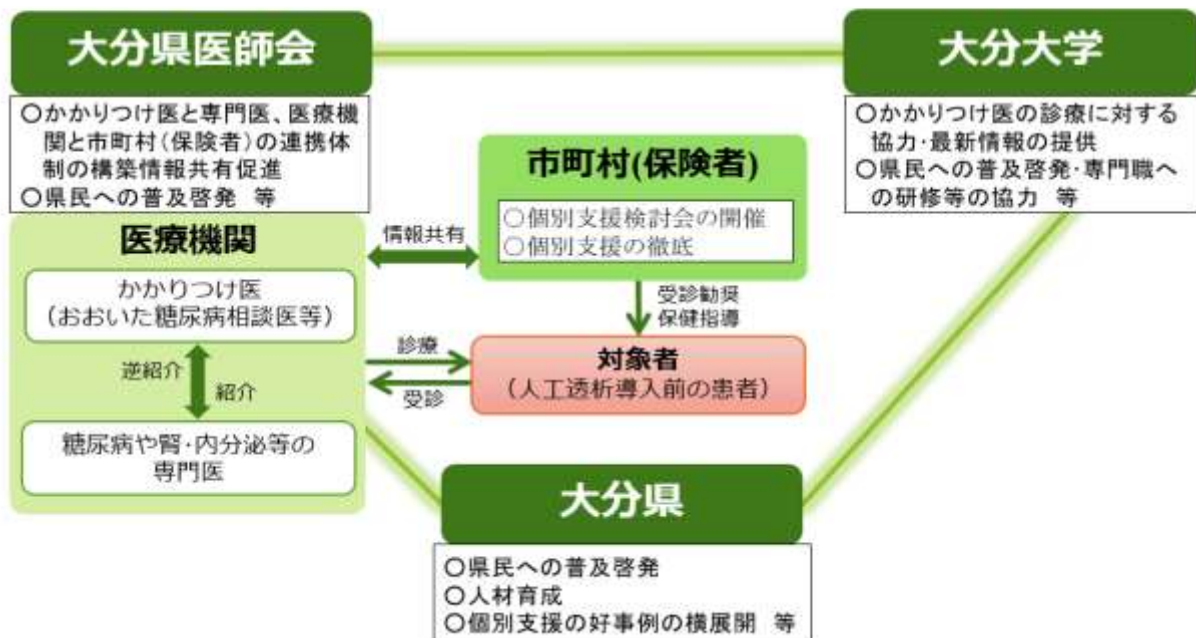 大分県医師会
○かかりつけ医と専門医、医療機
関と市町村(保険者)の連携体
制の構築情報共有促進
○県民への普及啓発 等
大分大学
○かかりつけ医の診療に対する
協力・最新情報の提供
○県民への普及啓発・専門職へ
の研修等の協力 等
市町村(保険者)
○個別支援検討会の開催
○個別支援の徹底
医療機関
かかりつけ医
(おおいた糖尿病相談医等)
逆紹介
紹介
糖尿病や腎・内分泌等の
専門医
情報共有
受診勧奨
保健指導
診療
受診
対象者
(人工透析導入前の患者)
大分県
○県民への普及啓発
○人材育成
○個別支援の好事例の横展開 等